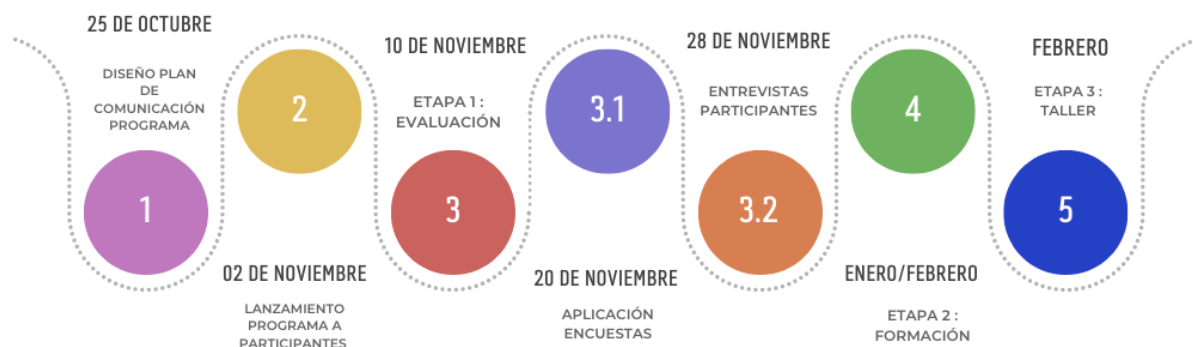 25 DE OCTUBRE
DISEÑO PLAN
DE
COMUNICACIÓN
PROGRAMA
1
2
02 DE NOVIEMBRE
LANZAMIENTO
PROGRAMA A
PARTICIPANTES
10 DE NOVIEMBRE
ETAPA 1 :
EVALUACIÓN
3
3.1
20 DE NOVIEMBRE
APLICACIÓN
ENCUESTAS
28 DE NOVIEMBRE
ENTREVISTAS
PARTICIPANTES
3.2
4
ENERO/FEBRERO
ETAPA 2 :
FORMACIÓN
FEBRERO
ETAPA 3 :
TALLER
5